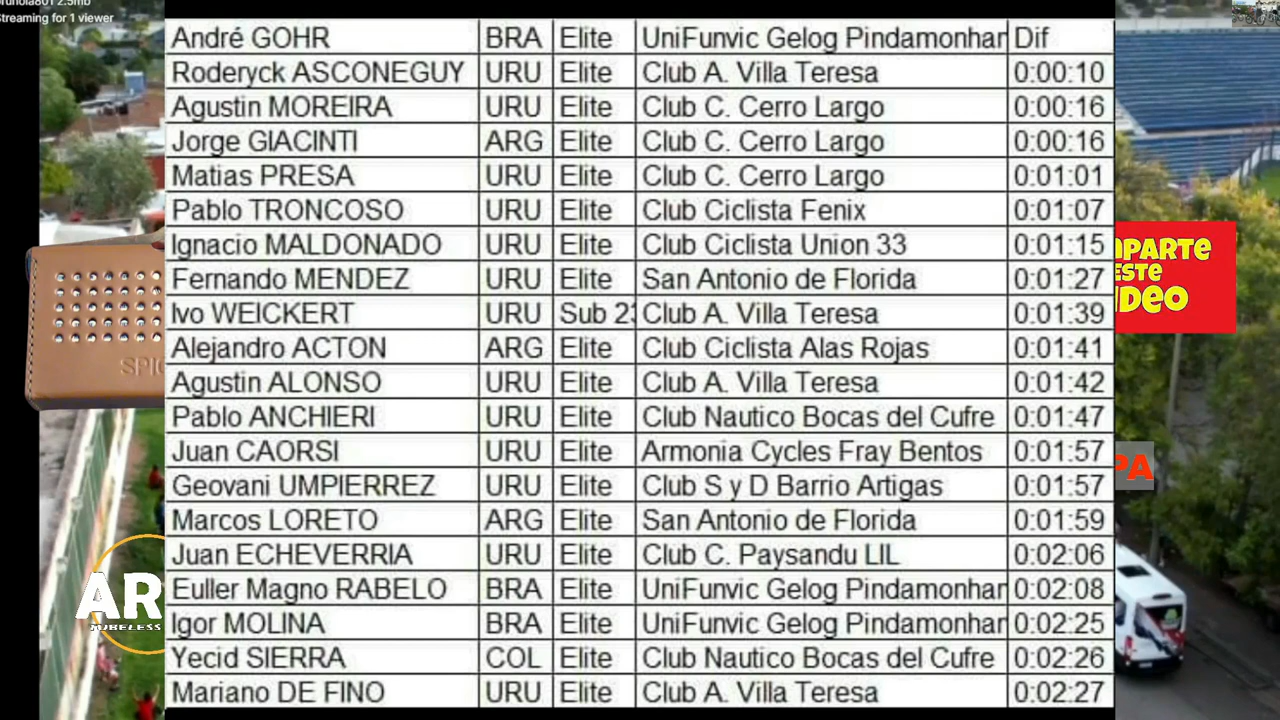 Streaming for 1 viewer
André GOHR BRA Elite UniFunvic Gelog Pindamonhan Dif
Roderyck ASCONEGUY URU Elite Club A. Villa Teresa 0:00:10
Agustin MOREIRA URU Elite Club C. Cerro Largo 0:00:16
Jorge GIACINTI ARG Elite Club C. Cerro Largo 0:00:16
Matias PRESA URU Elite Club C. Cerro Largo 0:01:01
Pablo TRONCOSO URU Elite Club Ciclista Fenix 0:01:07
Ignacio MALDONADO URU Elite Club Ciclista Union 33 0:01:15
Fernando MENDEZ URU Elite San Antonio de Florida 0:01:27
Ivo WEICKERT URU Sub 23 Club A. Villa Teresa 0:01:39
Alejandro ACTON ARG Elite Club Ciclista Alas Rojas 0:01:41
Agustin ALONSO URU Elite Club A. Villa Teresa 0:01:42
Pablo ANCHIERI URU Elite Club Nautico Bocas del Cufre 0:01:47
Juan CAORSI URU Elite Armonia Cycles Fray Bentos 0:01:57
Geovani UMPIERREZ URU Elite Club S y D Barrio Artigas 0:01:57
Marcos LORETO ARG Elite San Antonio de Florida 0:01:59
Juan ECHEVERRIA URU Elite Club C. Paysandu LIL 0:02:06
Euller Magno RABELO BRA Elite UniFunvic Gelog Pindamonhan 0:02:08
Igor MOLINA BRA Elite UniFunvic Gelog Pindamonhan 0:02:25
Yecid SIERRA COL Elite Club Nautico Bocas del Cufre 0:02:26
Mariano DE FINO URU Elite Club A. Villa Teresa 0:02:27
MPARTE
ESTE
IDEO
PA
SPIC
AR
TUBELESS